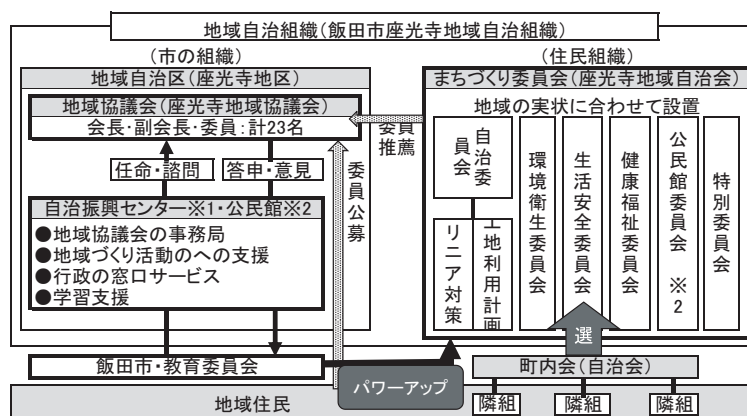 地域自治組織(飯田市座光寺地域自治組織)
(市の組織)
(住民組織)
地域自治区(座光寺地区)
まちづくり委員会(座光寺地域自治会)
地域協議会(座光寺地域協議会)
会長・副会長・委員:計23名
地域の実状に合わせて設置
委員推薦
任命・諮問
答申・意見
委員公募
自治振興センター※1・公民館※2
●地域協議会の事務局
●地域づくり活動のへの支援
●行政の窓口サービス
●学習支援
自治委員会
リニア対策
土地利用計画
環境衛生委員会
生活安全委員会
健康福祉委員会
公民館委員会 ※2
特別委員会
選
飯田市・教育委員会
町内会(自治会)
パワーアップ
地域住民
隣組
隣組
隣組